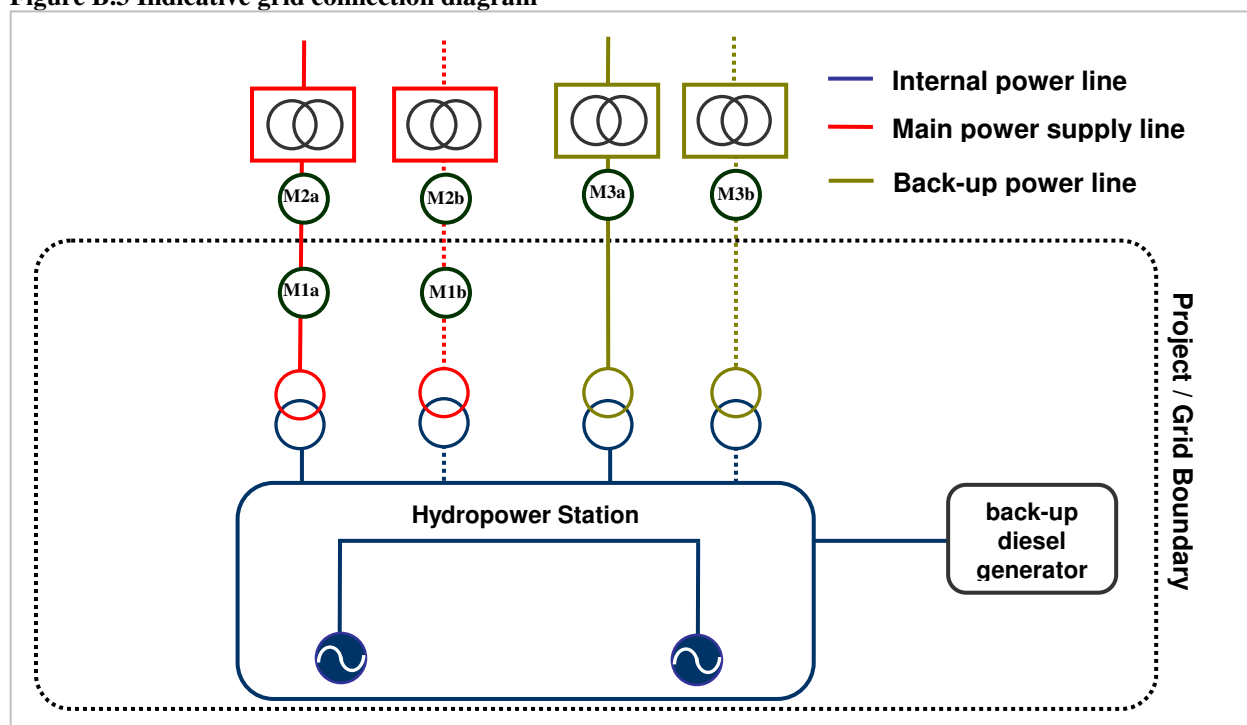 Figure B.3 Indicative grid connection diagram
Internal power line
Main power supply line
Back-up power line
M2a
M2b
M3a
M3b
M1a
M1b
Project / Grid Boundary
Hydropower Station
back-up
diesel
generator